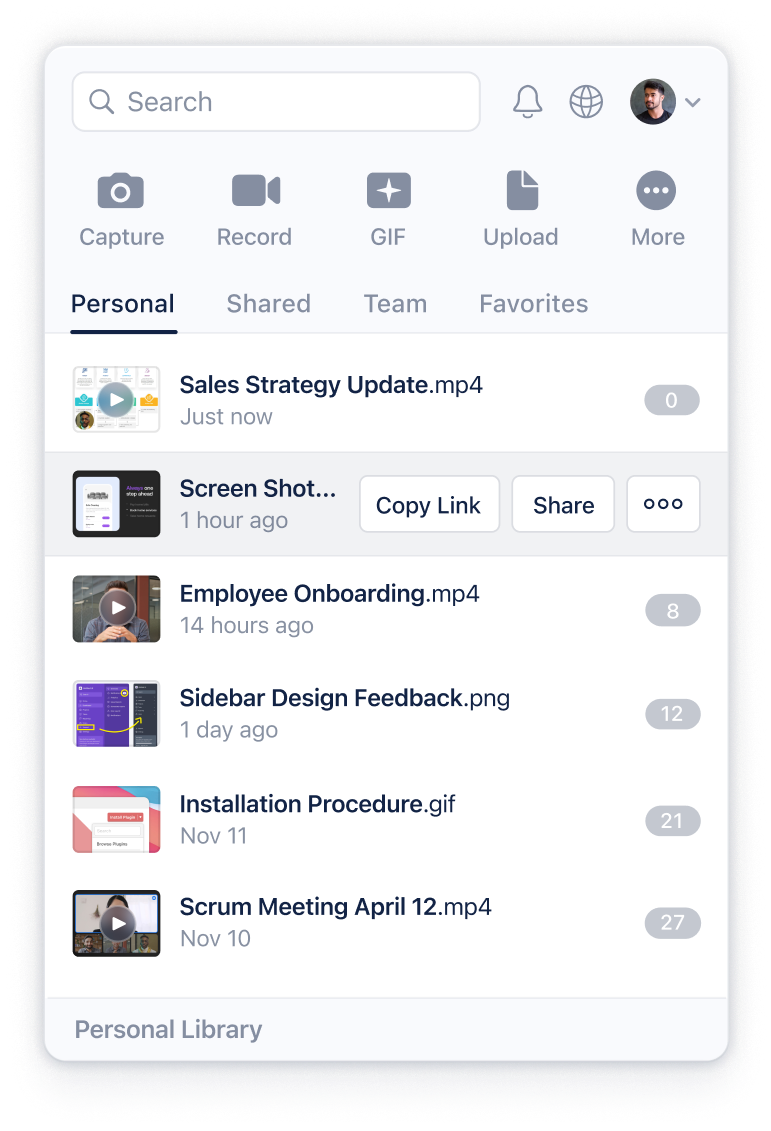 Search
Capture
Record
GIF
Upload
More
Personal
Shared
Team
Favorites
Sales Strategy Update.mp4
Just now
0
Always one
step ahead
Screen Shot...
1 hour ago
Copy Link
Share
Employee Onboarding.mp4
14 hours ago
8
Sidebar Design Feedback.png
1 day ago
12
Install Plugin
Search
Browse Plugins
Installation Procedure.gif
Nov 11
21
Scrum Meeting April 12.mp4
Nov 10
27
Personal Library